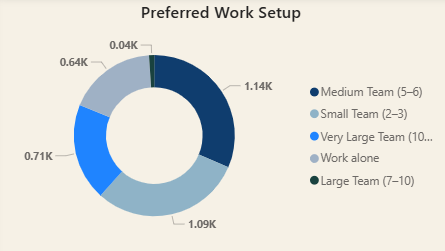 Preferred Work Setup
0.04K
0.64K
1.14K
0.71K
1.09K
Medium Team (5–6)
Small Team (2–3)
Very Large Team (10...
Work alone
Large Team (7–10)